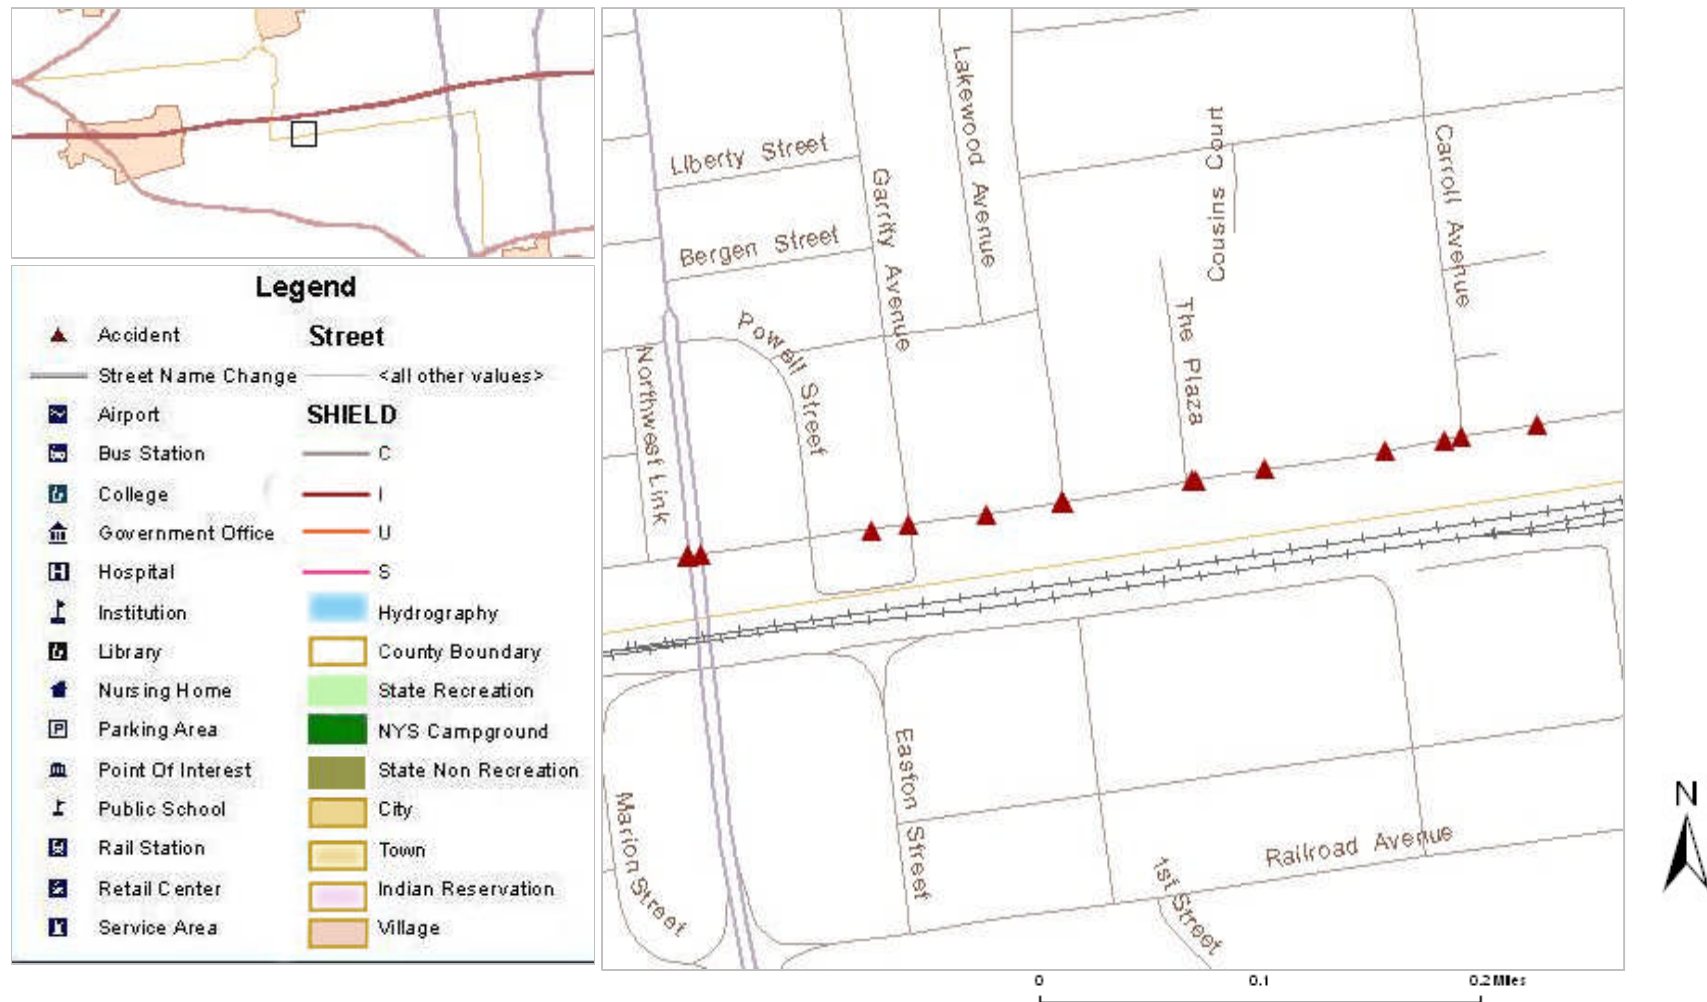 Legend
Accident
Street
Street Name Change
<all other values>
Airport
SHIELD
Bus Station
C
College
I
Government Office
U
Hospital
S
Institution
Hydrography
Library
County Boundary
Nursing Home
State Recreation
Parking Area
NYS Campground
Point Of Interest
State Non Recreation
Public School
City
Rail Station
Town
Retail Center
Indian Reservation
Service Area
Village
Liberty Street
Bergen Street
Garrity Avenue
Lakewood Avenue
Cousins Court
Carroll Avenue
Powell Street
Northwest Link
The Plaza
Marion Street
Easton Street
Railroad Avenue
1st Street
N
0 0.1 0.2 Miles